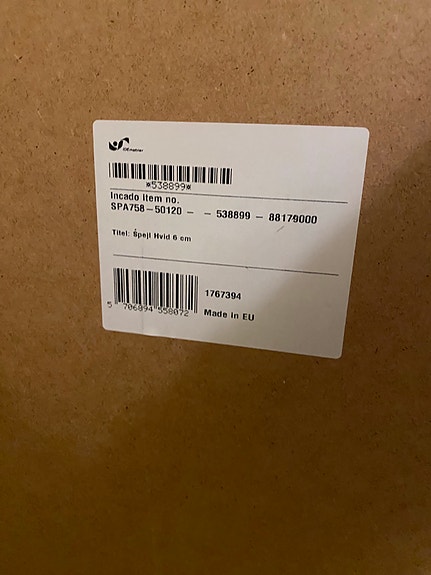 IDEnabler
*538899*
Incado item no.
SPA758-50120 - - 538899 - 88179000
Titel: Spejl Hvid 6 cm
1767394
5 706894 558072
Made in EU